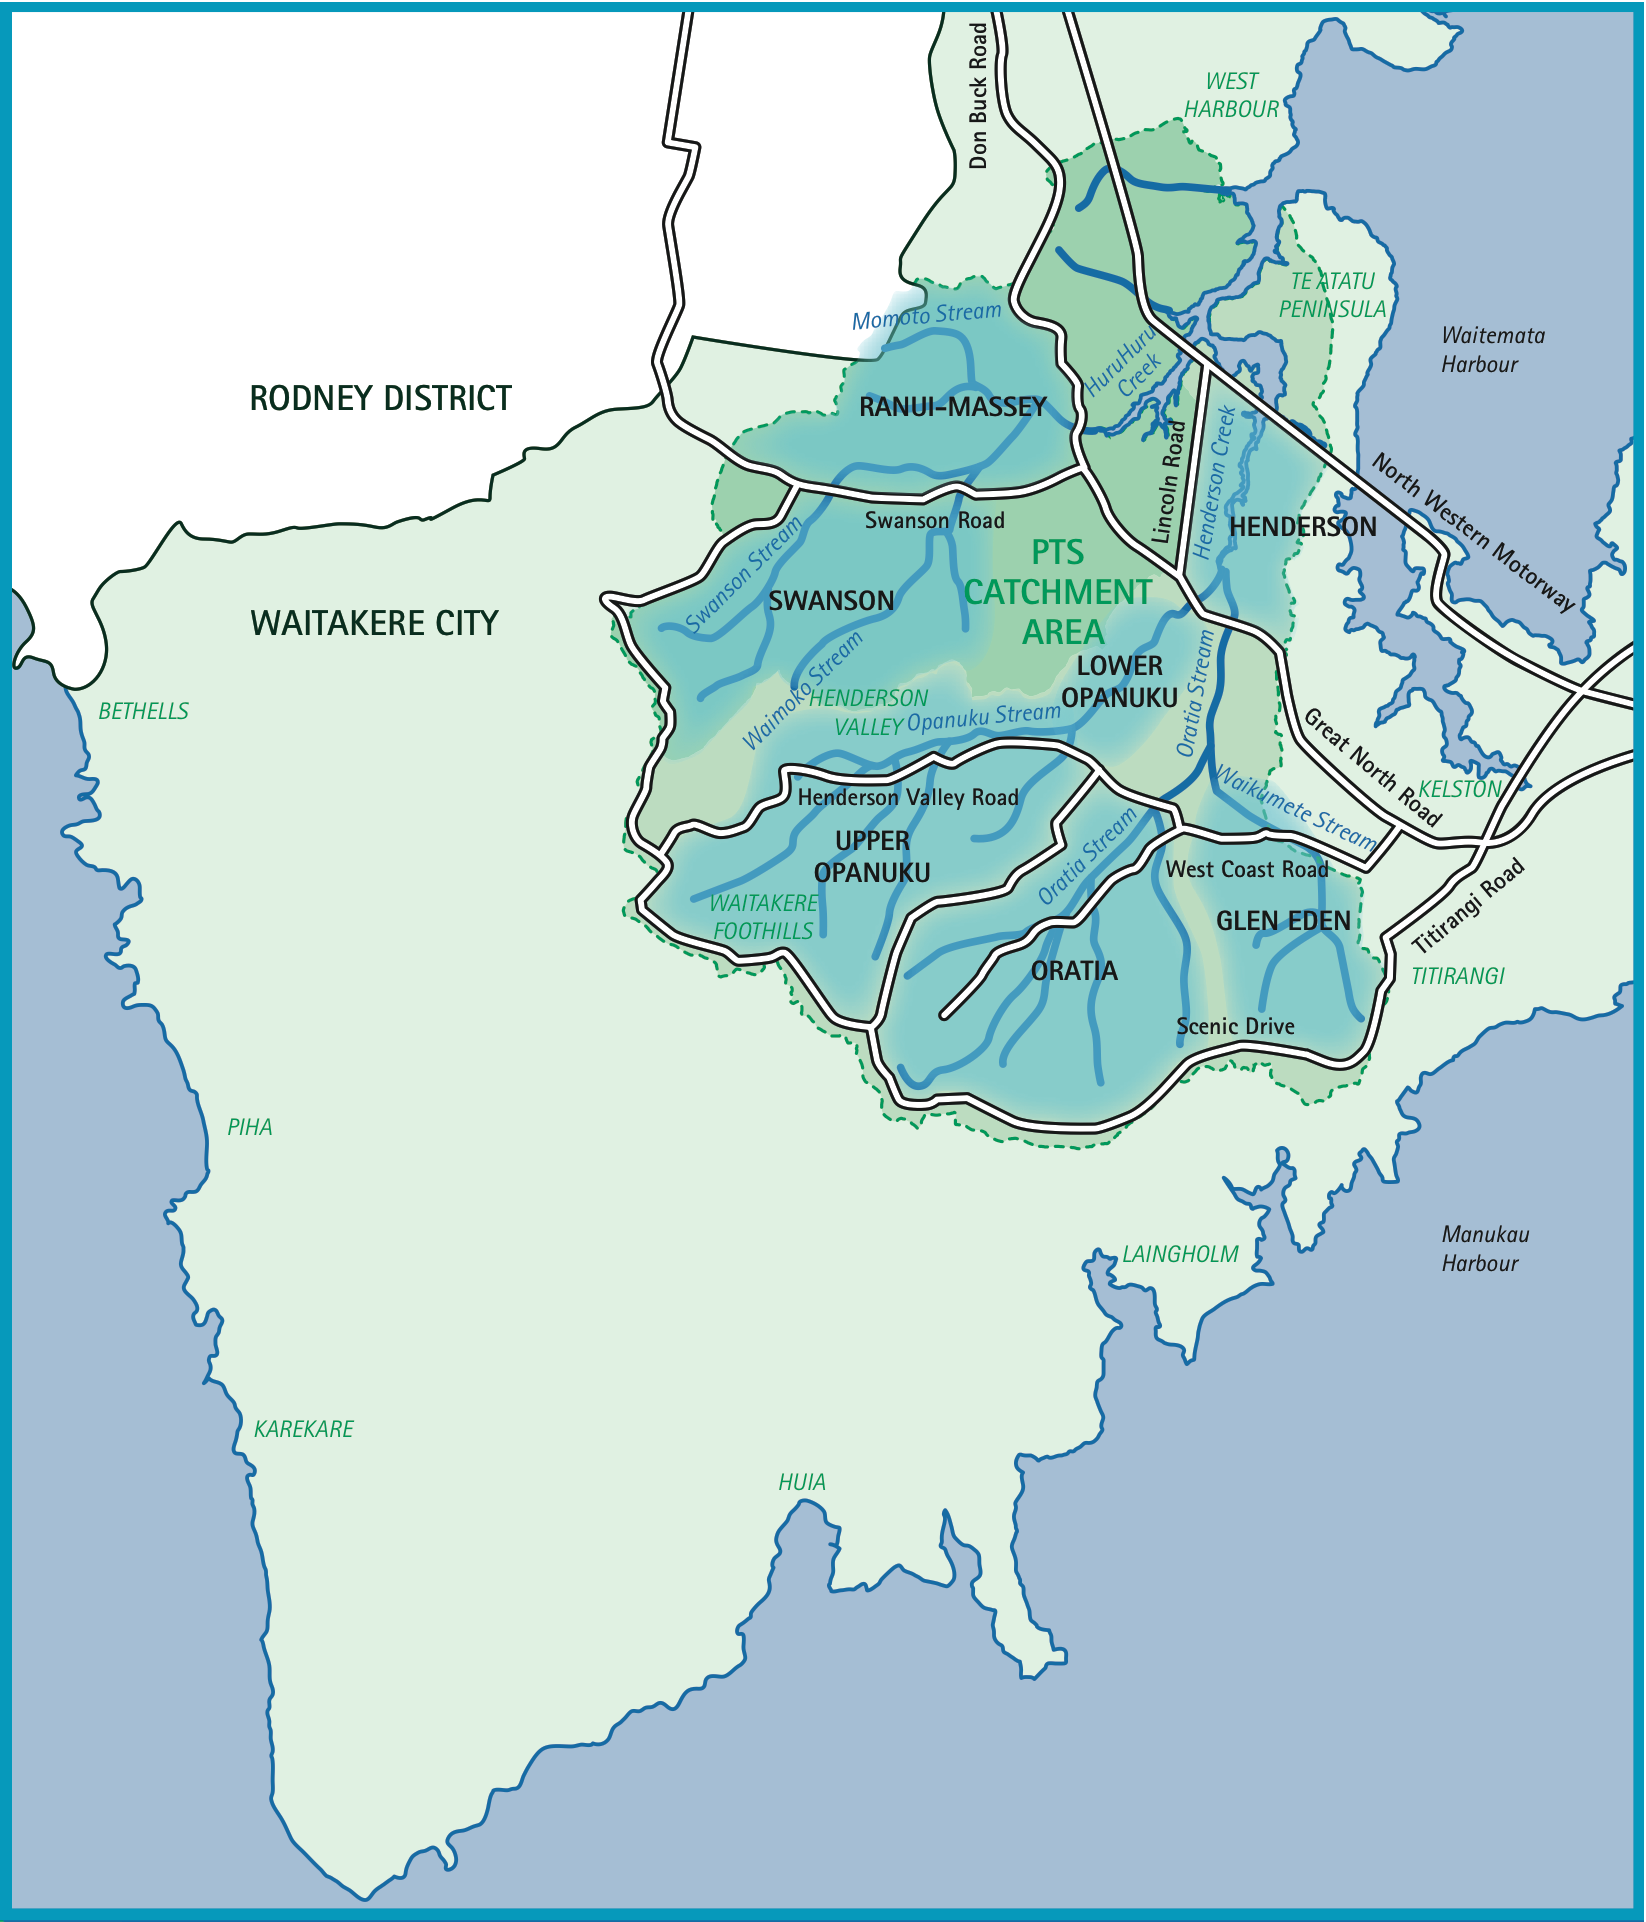 Don Buck Road
WEST
HARBOUR
TE ATATU
PENINSULA
Waitemata
Harbour
Momoto Stream
HuruHuru
Creek
RODNEY DISTRICT
RANUI-MASSEY
Lincoln Road
Henderson Creek
North Western Motorway
Swanson Road
HENDERSON
Swanson Stream
PTS
CATCHMENT
AREA
SWANSON
WAITAKERE CITY
Waimoko Stream
LOWER
OPANUKU
Oratia Stream
BETHELLS
HENDERSON
VALLEY
Opanuku Stream
Great North Road
Waikumete Stream
KELSTON
Henderson Valley Road
UPPER
OPANUKU
Oratia Stream
West Coast Road
WAITAKERE
FOOTHILLS
GLEN EDEN
Titirangi Road
ORATIA
TITIRANGI
Scenic Drive
PIHA
LAINGHOLM
Manukau
Harbour
KAREKARE
HUIA